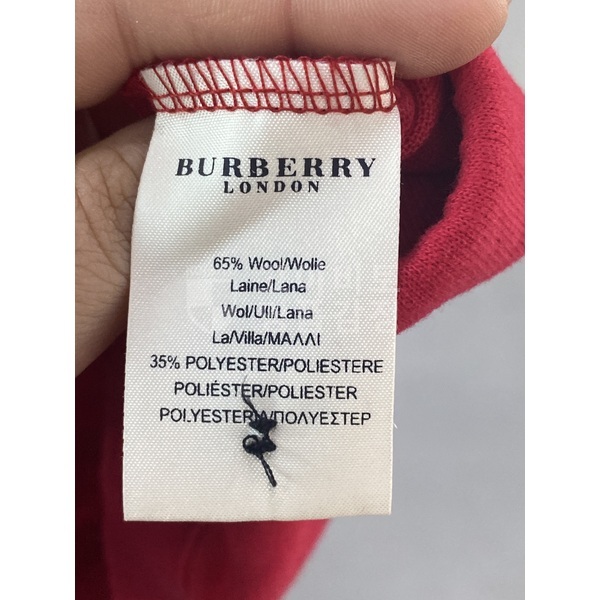 BURBERRY
LONDON
65% Wool/Wolle
Laine/Lana
Wol/Ull/Lana
La/Villa/ΜΑΛΛΙ
35% POLYESTER/POLIESTERE
POLIÉSTER/POLIESTER
POLYESTER/ΠΟΛΥΕΣΤΕΡ